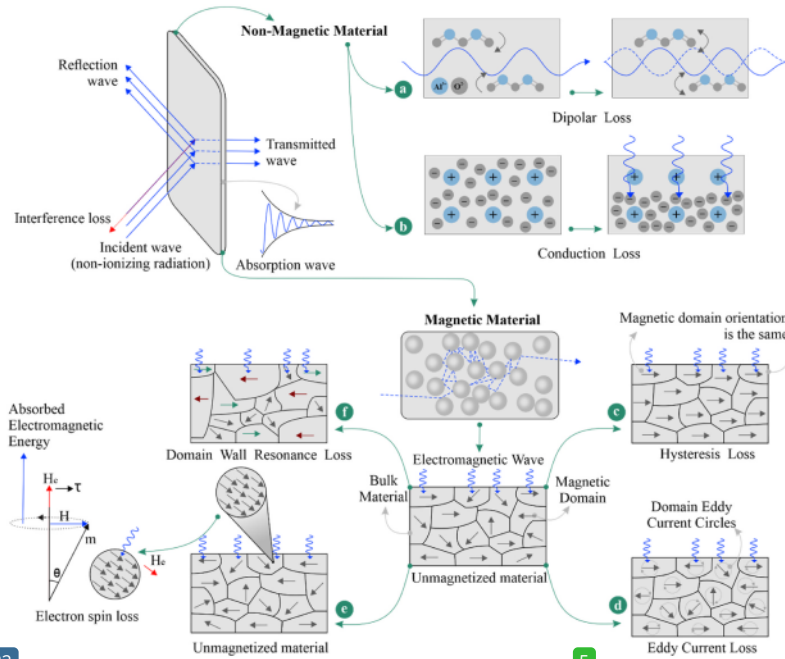 Non-Magnetic Material
Reflection
wave
Transmitted
wave
Interference loss
Incident wave
(non-ionizing radiation)
Absorption wave
a
Al³⁺ O²⁻
Dipolar Loss
b
Conduction Loss
Magnetic Material
Magnetic domain orientation
is the same
c
Hysteresis Loss
f
Domain Wall Resonance Loss
Electromagnetic Wave
Bulk
Material
Magnetic
Domain
Unmagnetized material
Domain Eddy
Current Circles
d
Eddy Current Loss
Absorbed
Electromagnetic
Energy
Hₑ
τ
H
m
θ
Hₑ
Electron spin loss
e
Unmagnetized material